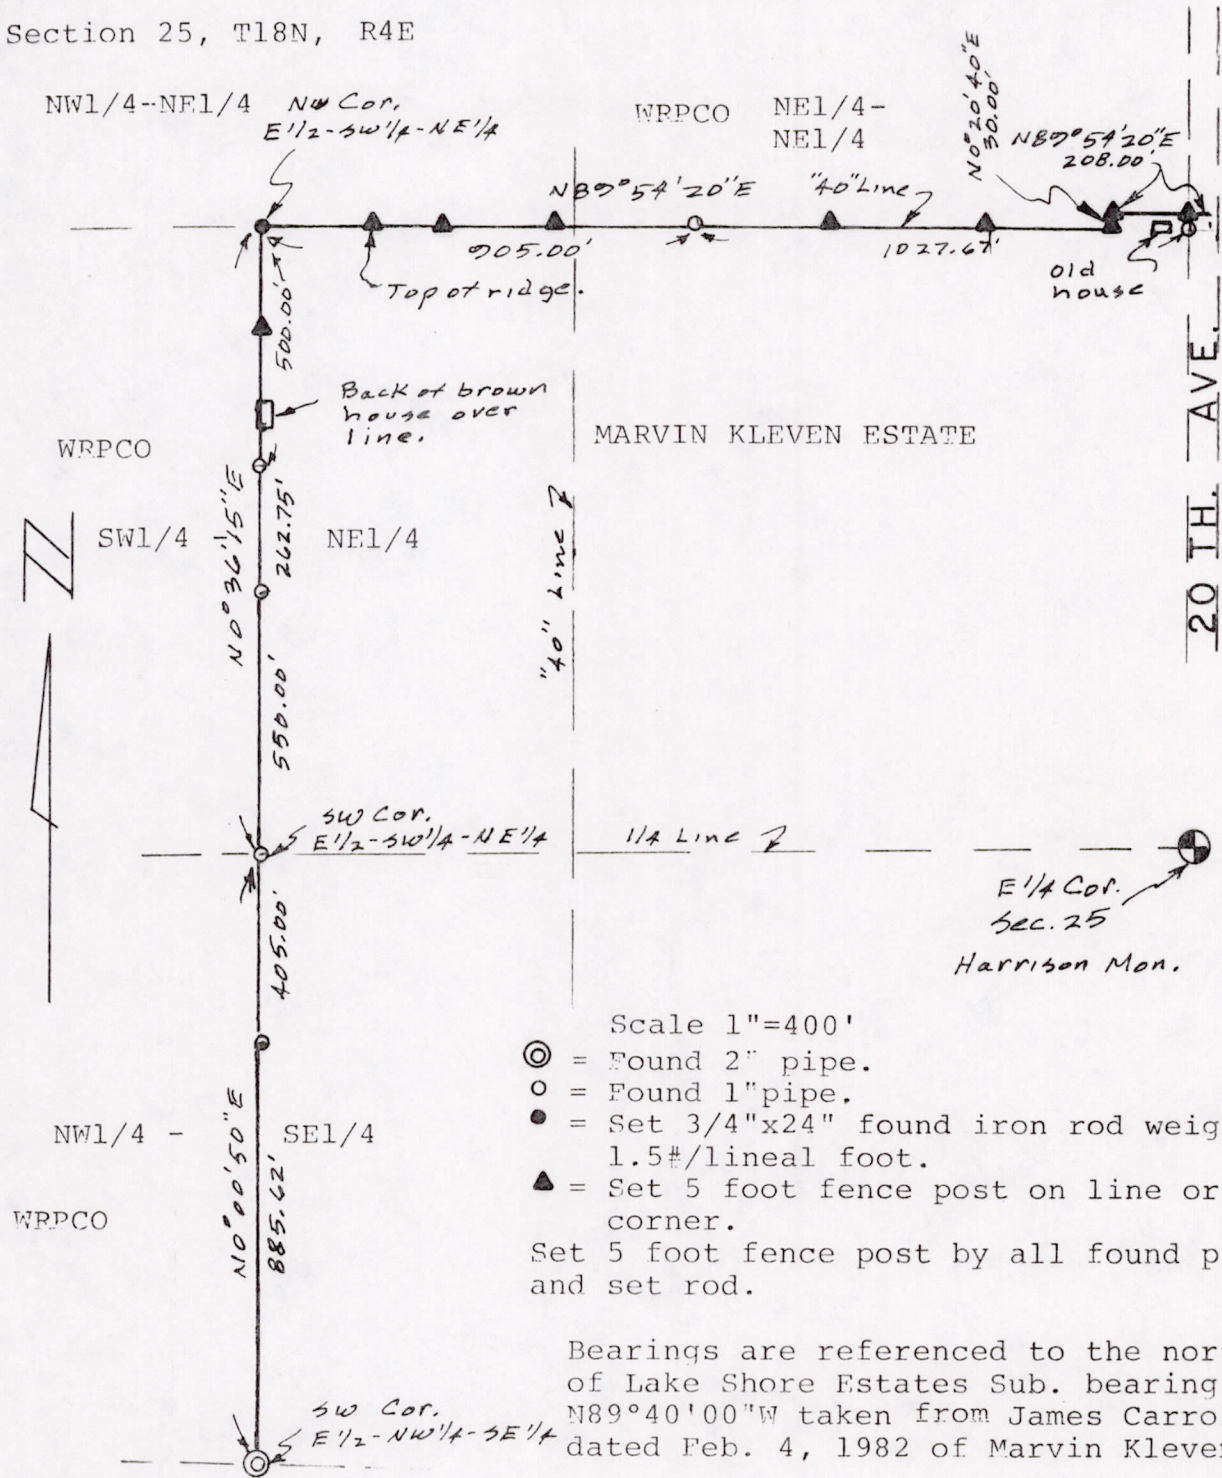 Section 25, T18N, R4E
NW1/4-NE1/4
NW Cor.
E1/2-SW1/4-NE1/4
WRPCO
NE1/4-
NE1/4
N0°20'40"E
30.00'
N89°54'20"E
208.00'
N89°54'20"E
"40" Line
905.00'
1027.67'
Top of ridge.
Old
house
500.00'
Back of brown
house over
line.
WRPCO
MARVIN KLEVEN ESTATE
20 TH. AVE.
N
SW1/4
NE1/4
N0°36'15"E
262.75'
"40" Line
550.00'
SW Cor.
E1/2-SW1/4-NE1/4
1/4 Line
E1/4 Cor.
Sec. 25
Harrison Mon.
405.00'
Scale 1"=400'
= Found 2" pipe.
= Found 1"pipe.
= Set 3/4"x24" found iron rod weig
1.5#/lineal foot.
= Set 5 foot fence post on line or
corner.
Set 5 foot fence post by all found p
and set rod.
NW1/4 -
SE1/4
WRPCO
N0°00'50"E
885.62'
Bearings are referenced to the nor
of Lake Shore Estates Sub. bearing
N89°40'00"W taken from James Carro
dated Feb. 4, 1982 of Marvin Kleve
SW Cor.
E1/2-NW1/4-SE1/4